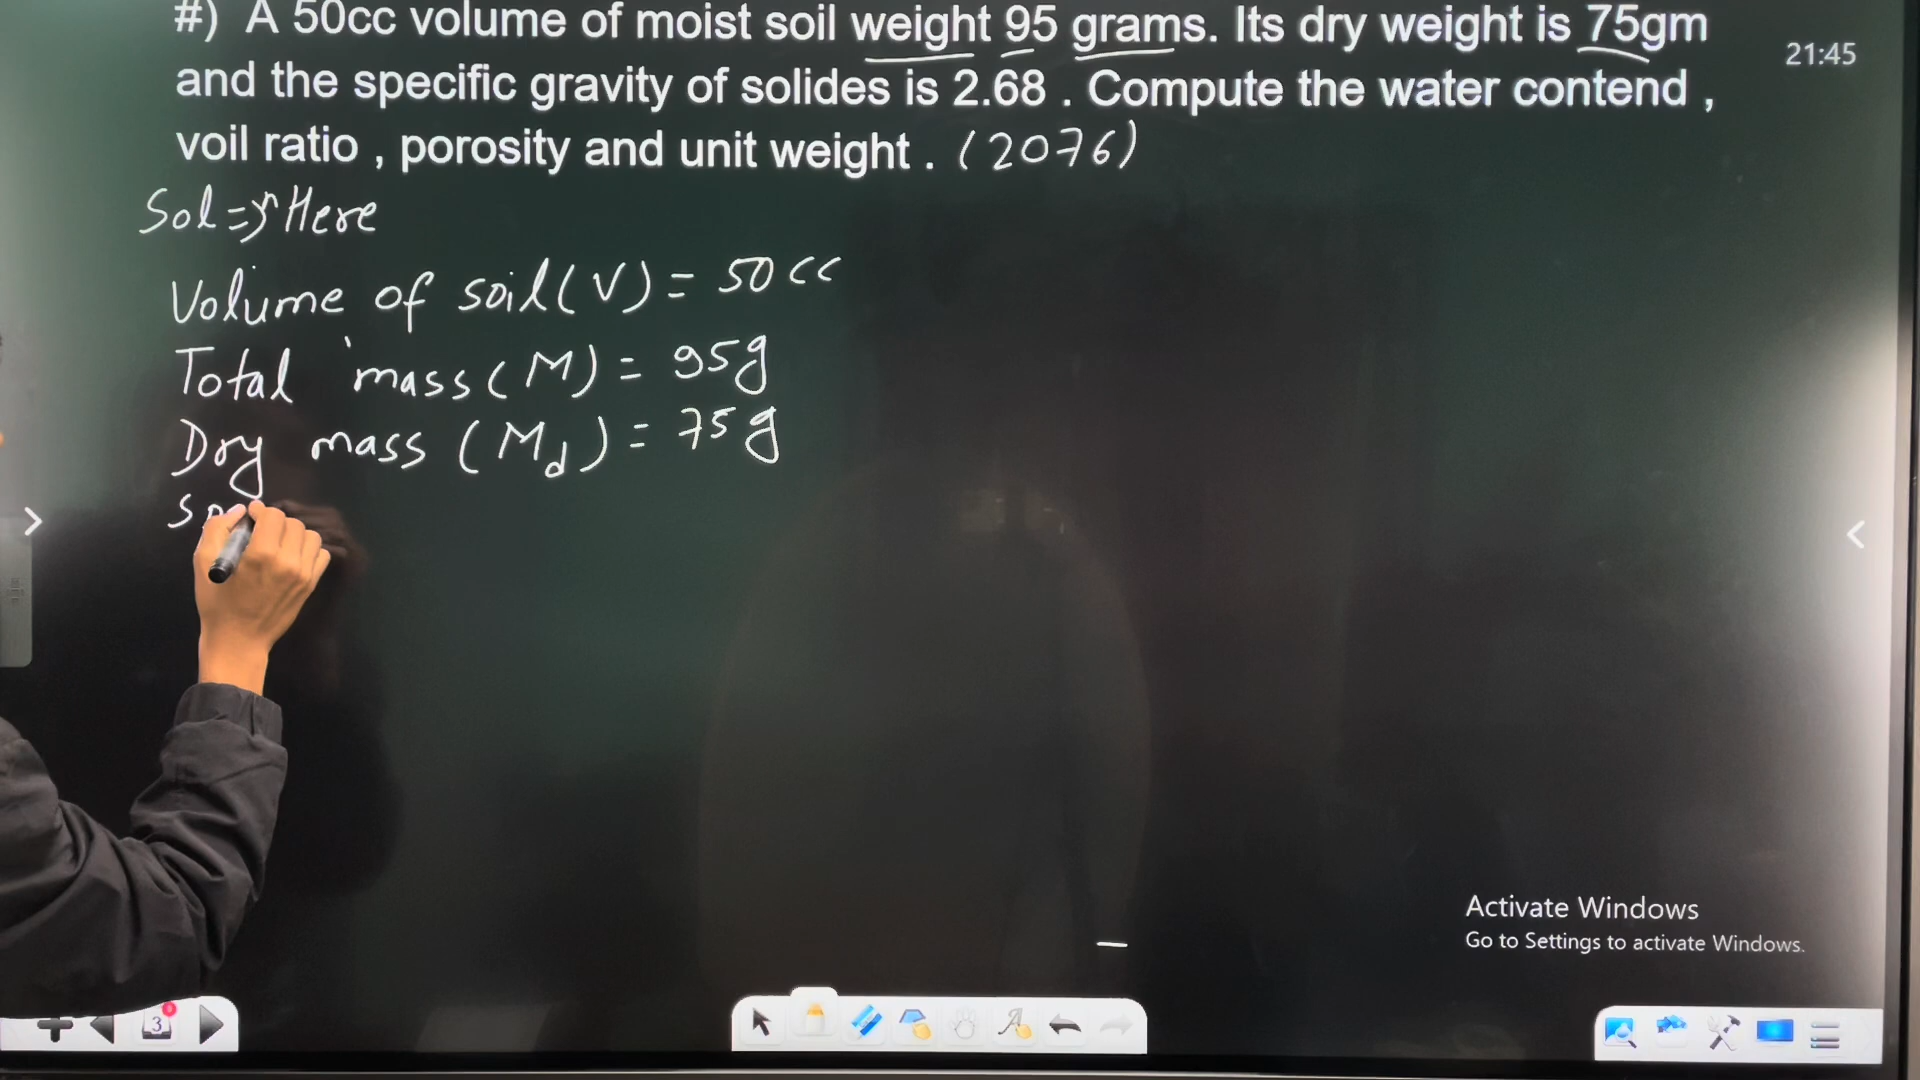 #) A 50cc volume of moist soil weight 95 grams. Its dry weight is 75gm
21:45
and the specific gravity of solides is 2.68 . Compute the water contend ,
voil ratio , porosity and unit weight . (2076)
Sol=> Here
Volume of soil(V) = 50 cc
Total mass(M) = 95g
Dry mass (Md) = 75g
Activate Windows
Go to Settings to activate Windows.
3